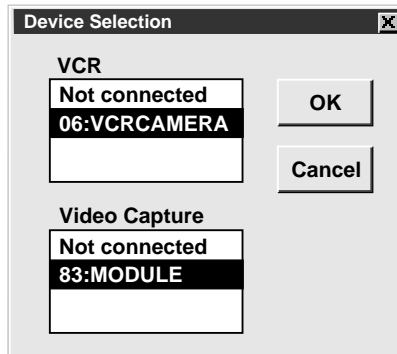 Device Selection
VCR
Not connected
06:VCRCAMERA
OK
Cancel
Video Capture
Not connected
83:MODULE